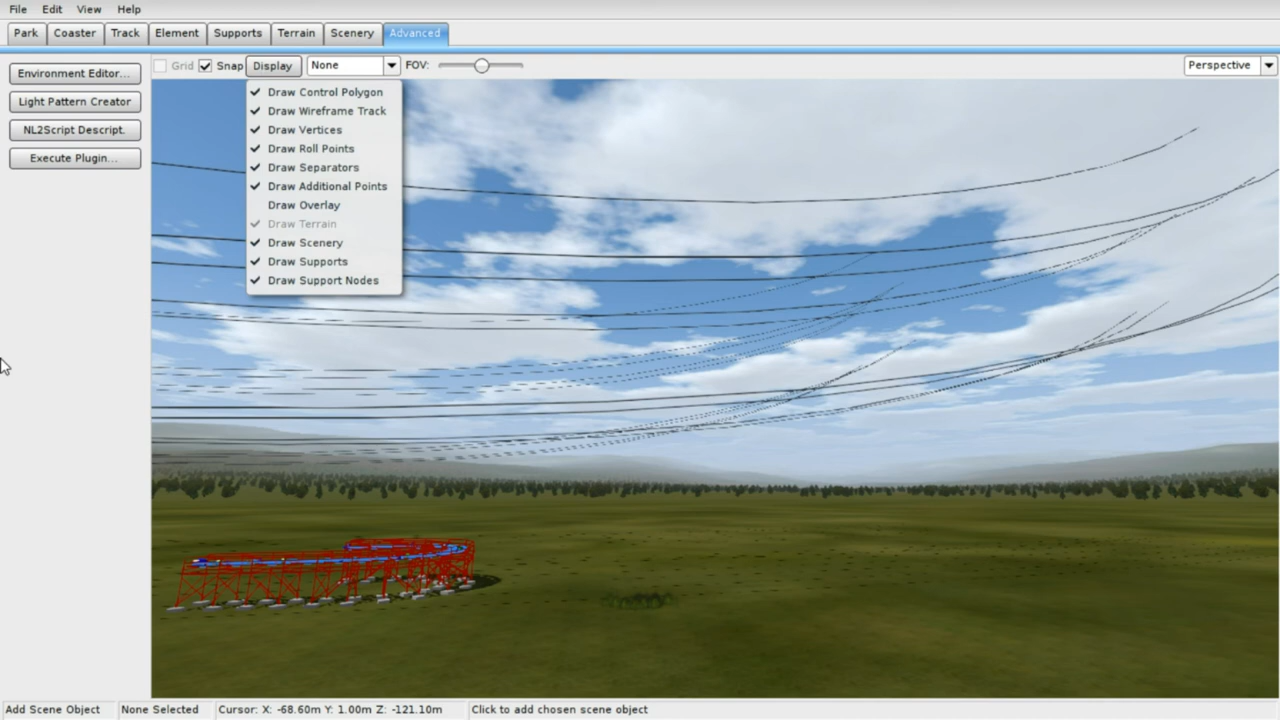 File Edit View Help
Park Coaster Track Element Supports Terrain Scenery Advanced
Grid Snap Display None FOV: Perspective
Environment Editor...
Light Pattern Creator
NL2Script Descript.
Execute Plugin...
Draw Control Polygon
Draw Wireframe Track
Draw Vertices
Draw Roll Points
Draw Separators
Draw Additional Points
Draw Overlay
Draw Terrain
Draw Scenery
Draw Supports
Draw Support Nodes
Add Scene Object None Selected Cursor: X: -68.60m Y: 1.00m Z: -121.10m Click to add chosen scene object